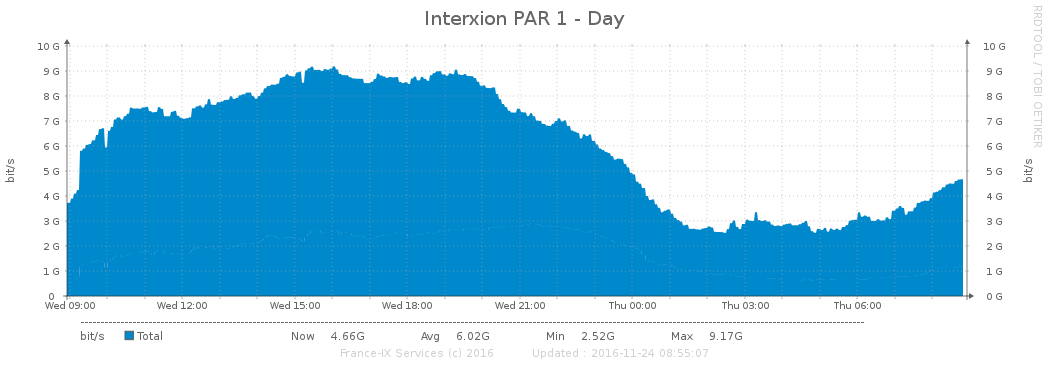 Interxion PAR 1 - Day
RRDTOOL / TOBI OETIKER
bit/s
bit/s
10 G 10 G
9 G 9 G
8 G 8 G
7 G 7 G
6 G 6 G
5 G 5 G
4 G 4 G
3 G 3 G
2 G 2 G
1 G 1 G
0 0 G
Wed 09:00 Wed 12:00 Wed 15:00 Wed 18:00 Wed 21:00 Thu 00:00 Thu 03:00 Thu 06:00
bit/s Total Now 4.66G Avg 6.02G Min 2.52G Max 9.17G
France-IX Services (c) 2016 Updated : 2016-11-24 08:55:07